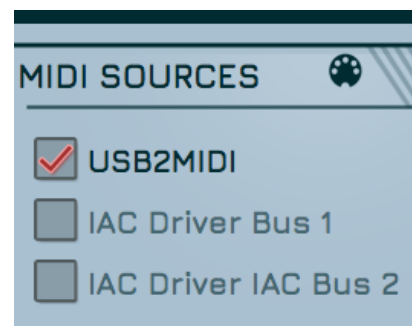 MIDI SOURCES
USB2MIDI
IAC Driver Bus 1
IAC Driver IAC Bus 2